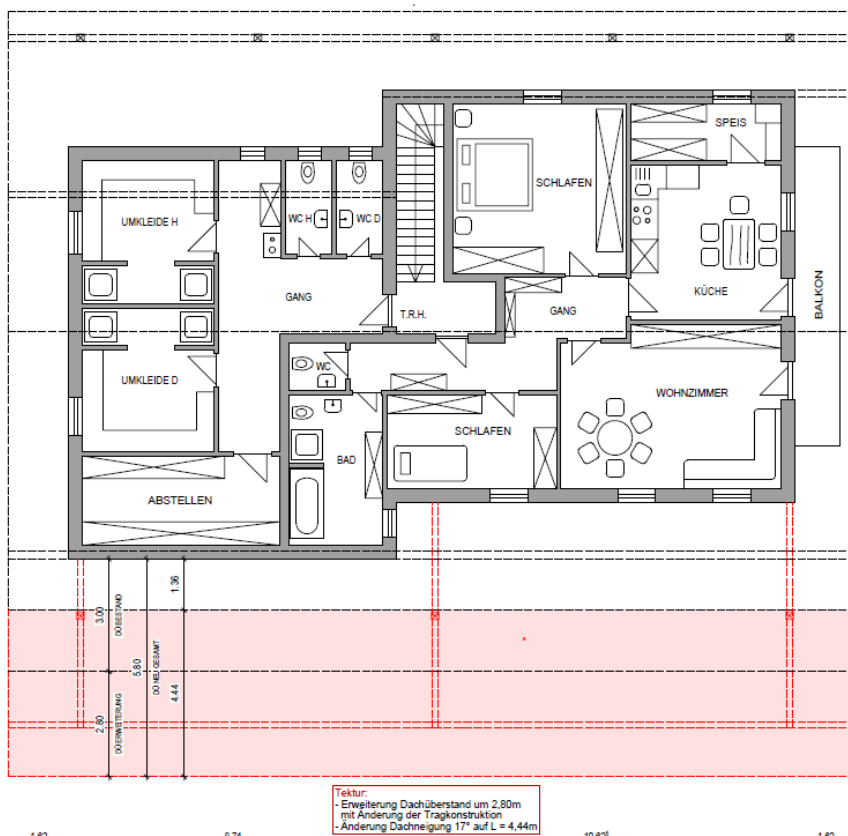 SPEIS
SCHLAFEN
UMKLEIDE H
WC H
WC D
KÜCHE
BALKON
GANG
T.R.H.
GANG
WC
UMKLEIDE D
WOHNZIMMER
SCHLAFEN
BAD
ABSTELLEN
3.00
DÜ BESTAND
1.36
5.80
DÜ NEU GESAMT
4.44
2.80
DÜ ERWEITERUNG
Tektur:
- Erweiterung Dachüberstand um 2,80m
mit Änderung der Tragkonstruktion
- Änderung Dachneigung 17° auf L = 4,44m